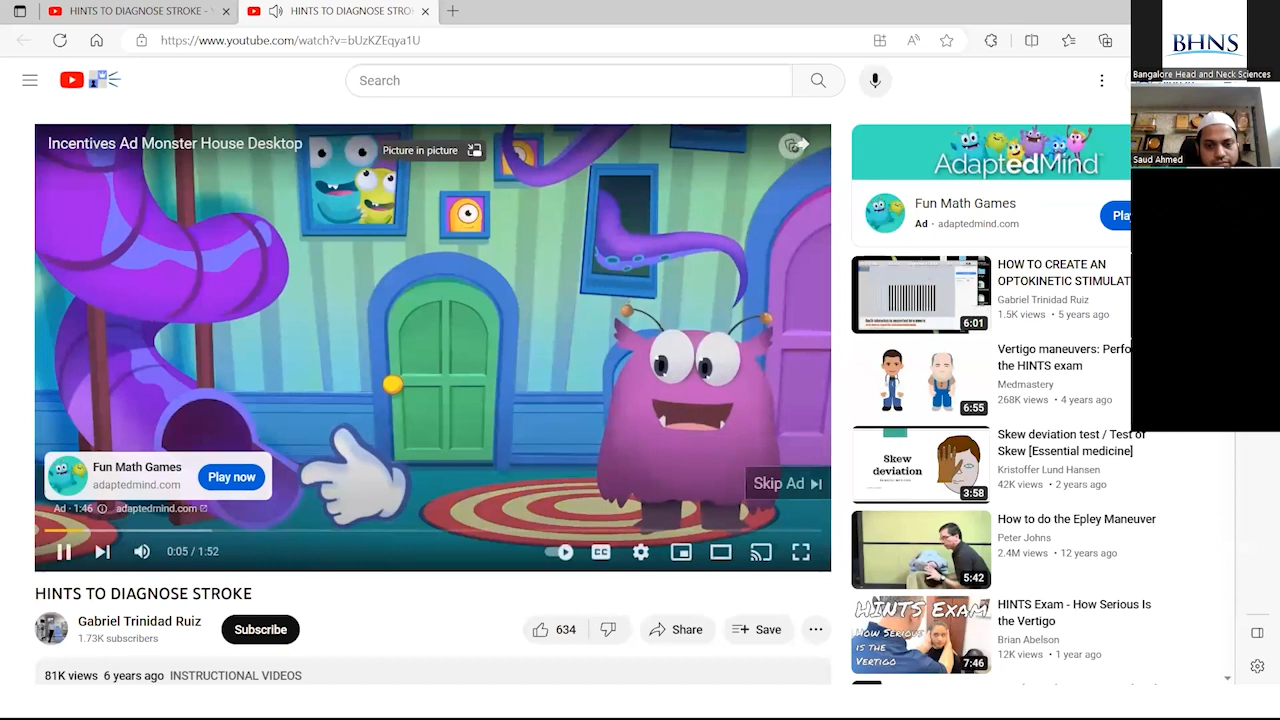 HINTS TO DIAGNOSE STROKE -
HINTS TO DIAGNOSE STRO
https://www.youtube.com/watch?v=bUzKZEqya1U
BHNS
Bangalore Head and Neck Sciences
Saud Ahmed
Search
Incentives Ad Monster House Desktop
Picture in picture
AdaptedMind
Fun Math Games
Ad · adaptedmind.com
Pla
HOW TO CREATE AN
OPTOKINETIC STIMULAT
Gabriel Trinidad Ruiz
1.5K views • 5 years ago
6:01
Vertigo maneuvers: Perfo
the HINTS exam
Medmastery
268K views • 4 years ago
6:55
Skew
deviation
Skew deviation test / Test of
Skew [Essential medicine]
Kristoffer Lund Hansen
42K views • 2 years ago
3:58
How to do the Epley Maneuver
Peter Johns
2.4M views • 12 years ago
5:42
HINTS EXAM
HOW SERIOUS
IS THE
VERTIGO
HINTS Exam - How Serious Is
the Vertigo
Brian Abelson
12K views • 1 year ago
7:46
Fun Math Games
adaptedmind.com
Play now
Skip Ad
Ad · 1:46
adaptedmind.com
0:05 / 1:52
CC
HINTS TO DIAGNOSE STROKE
Gabriel Trinidad Ruiz
1.73K subscribers
Subscribe
634
Share
Save
81K views 6 years ago INSTRUCTIONAL VIDEOS